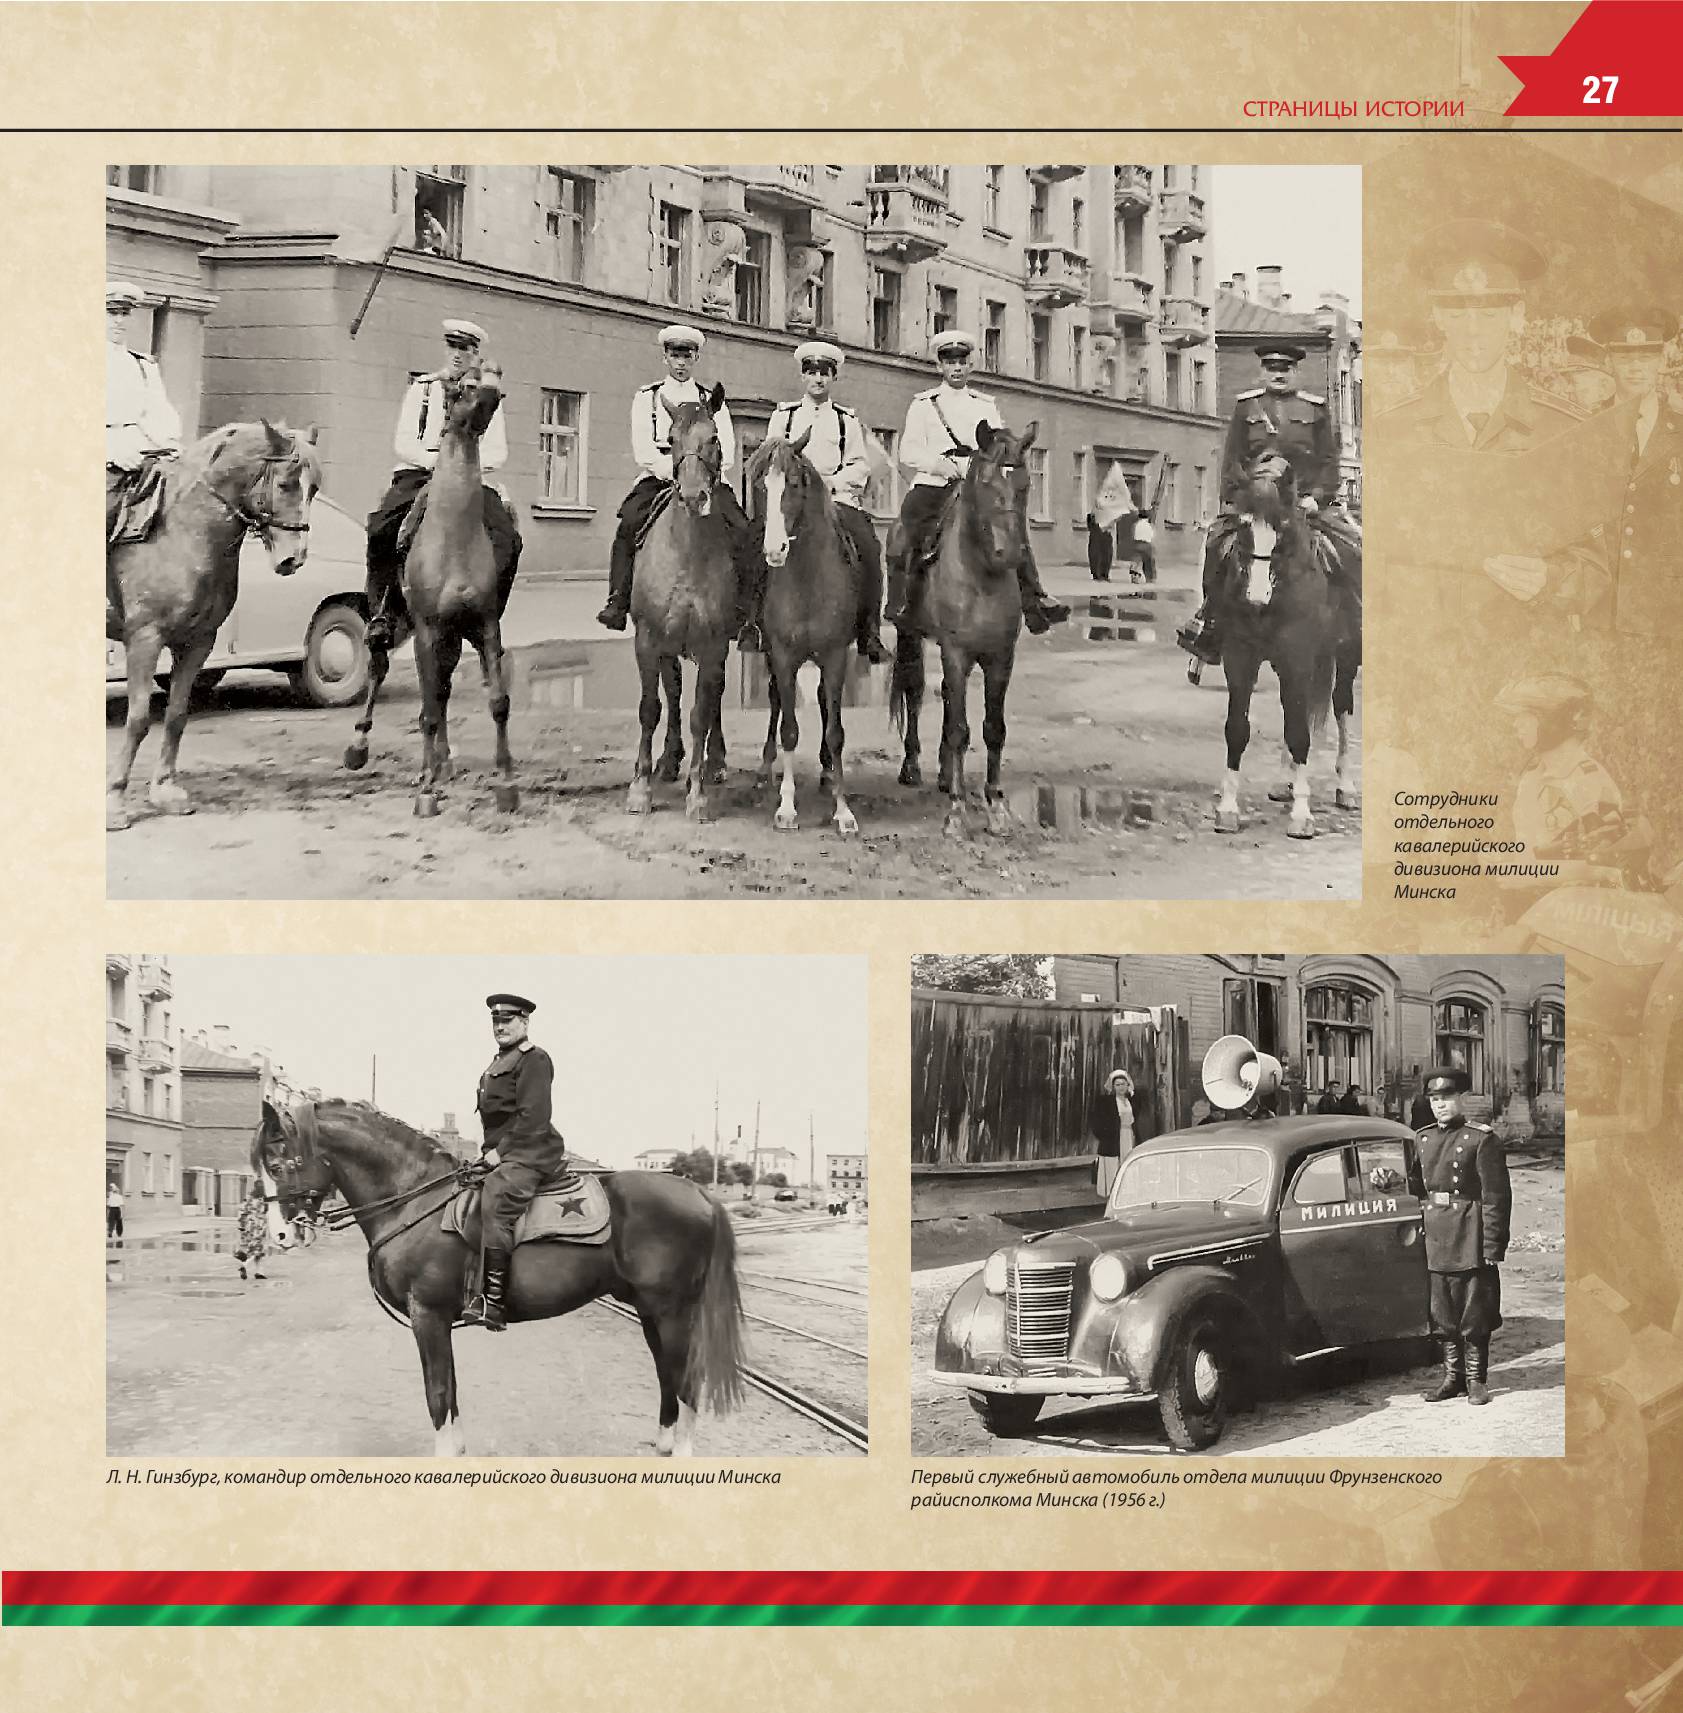 27
СТРАНИЦЫ ИСТОРИИ
Сотрудники
отдельного
кавалерийского
дивизиона милиции
Минска
МІЛІЦЫЯ
МИЛИЦИЯ
Л. Н. Гинзбург, командир отдельного кавалерийского дивизиона милиции Минска
Первый служебный автомобиль отдела милиции Фрунзенского
райисполкома Минска (1956 г.)